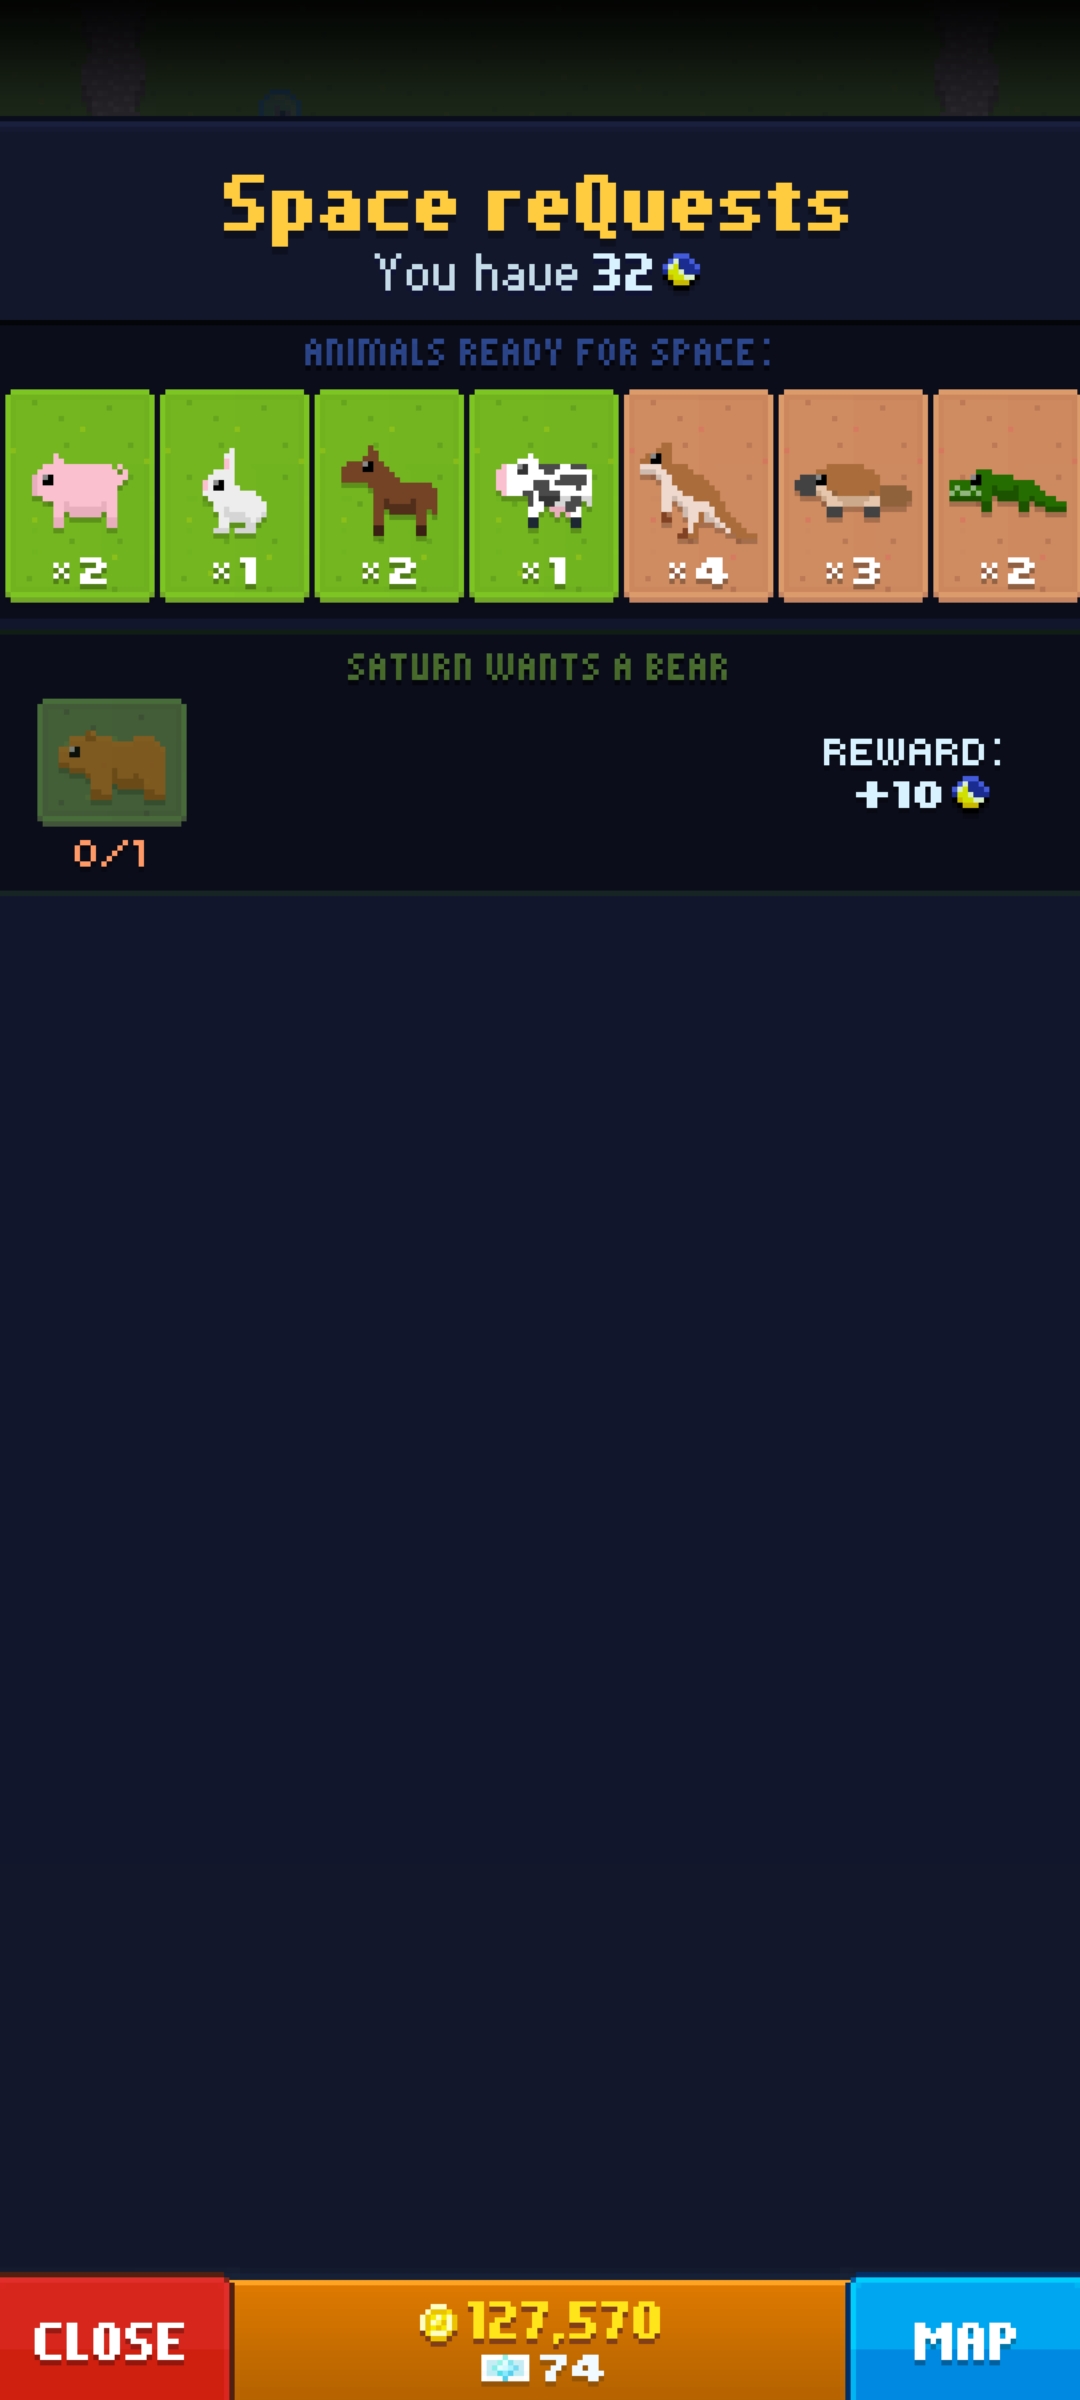 Space reQuests
You have 32
ANIMALS READY FOR SPACE:
×2 ×1 ×2 ×1 ×4 ×3 ×2
SATURN WANTS A BEAR
REWARD:
+10
0/1
CLOSE
127,570
74
MAP